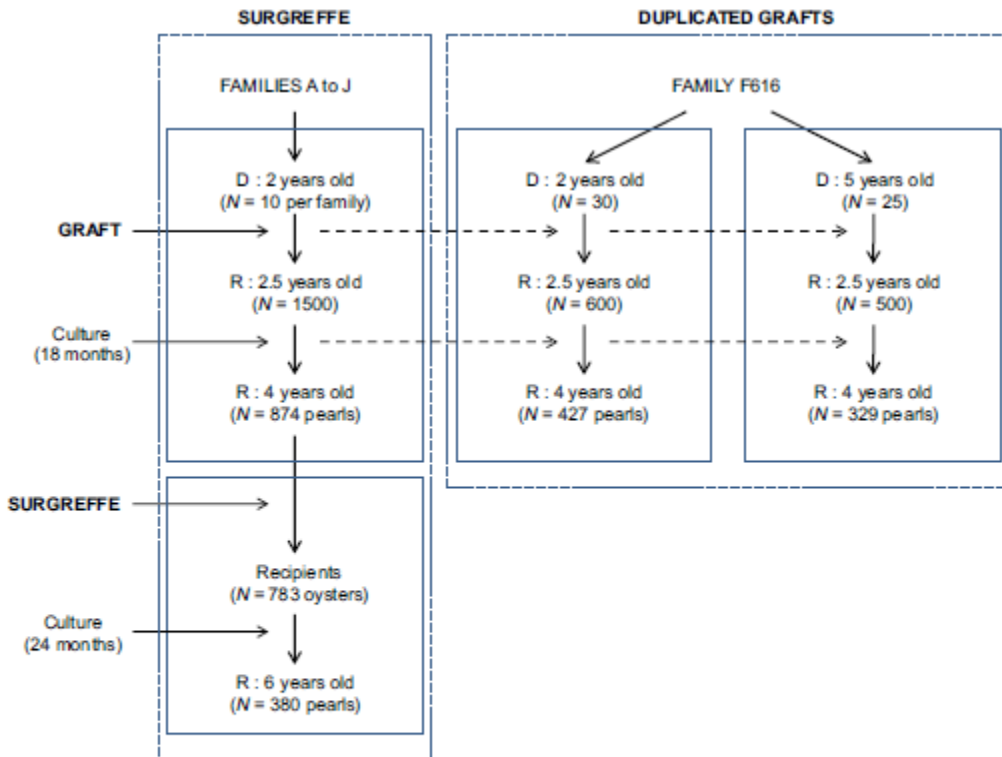 SURGREFFE
DUPLICATED GRAFTS
FAMILIES A to J
FAMILY F616
D : 2 years old
(N = 10 per family)
D : 2 years old
(N = 30)
D : 5 years old
(N = 25)
GRAFT
R : 2.5 years old
(N = 1500)
R : 2.5 years old
(N = 600)
R : 2.5 years old
(N = 500)
Culture
(18 months)
R : 4 years old
(N = 874 pearls)
R : 4 years old
(N = 427 pearls)
R : 4 years old
(N = 329 pearls)
SURGREFFE
Recipients
(N = 783 oysters)
Culture
(24 months)
R : 6 years old
(N = 380 pearls)